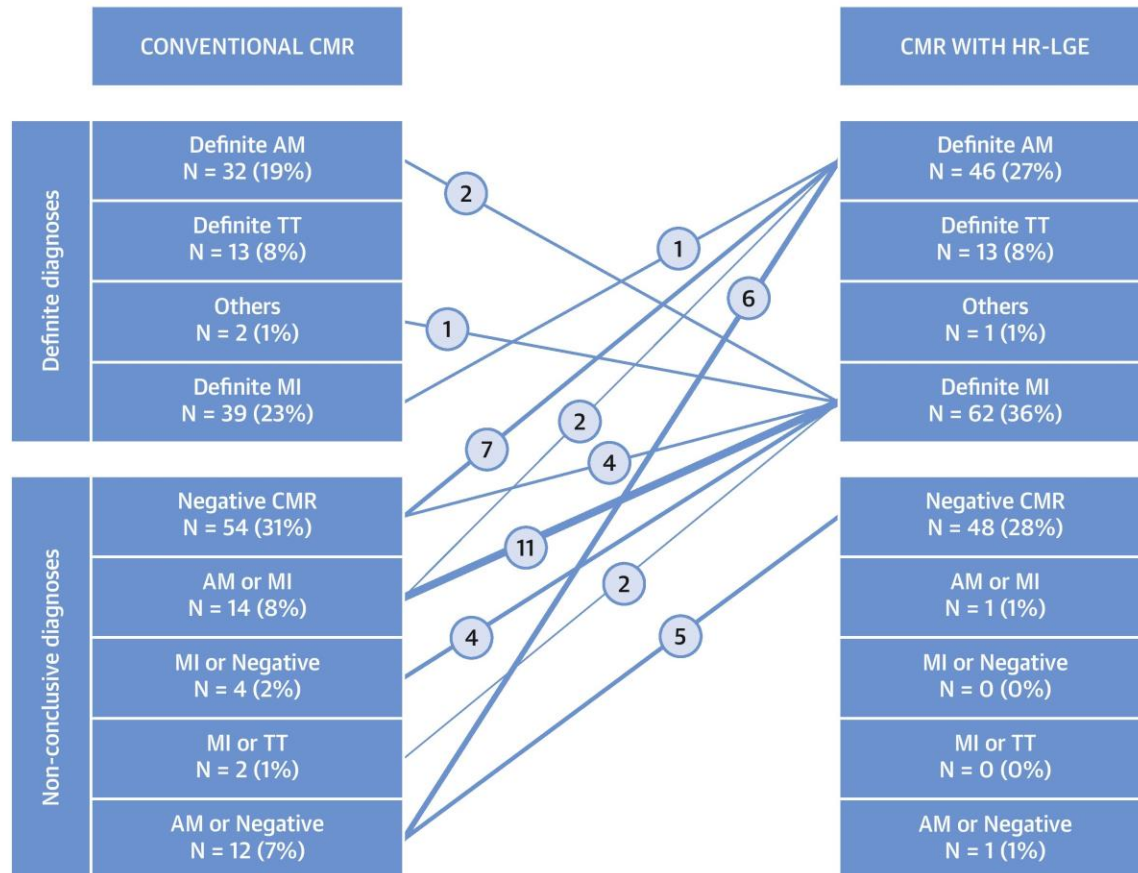 CONVENTIONAL CMR
CMR WITH HR-LGE
Definite diagnoses
Definite AM
N = 32 (19%)
Definite TT
N = 13 (8%)
Others
N = 2 (1%)
Definite MI
N = 39 (23%)
Non-conclusive diagnoses
Negative CMR
N = 54 (31%)
AM or MI
N = 14 (8%)
MI or Negative
N = 4 (2%)
MI or TT
N = 2 (1%)
AM or Negative
N = 12 (7%)
2
1
6
1
2
7
4
11
2
4
5
Definite AM
N = 46 (27%)
Definite TT
N = 13 (8%)
Others
N = 1 (1%)
Definite MI
N = 62 (36%)
Negative CMR
N = 48 (28%)
AM or MI
N = 1 (1%)
MI or Negative
N = 0 (0%)
MI or TT
N = 0 (0%)
AM or Negative
N = 1 (1%)